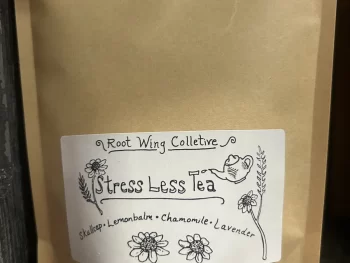 Root Wing Colletive
Stress Less Tea
Skullcap • Lemonbalm • Chamomile • Lavender